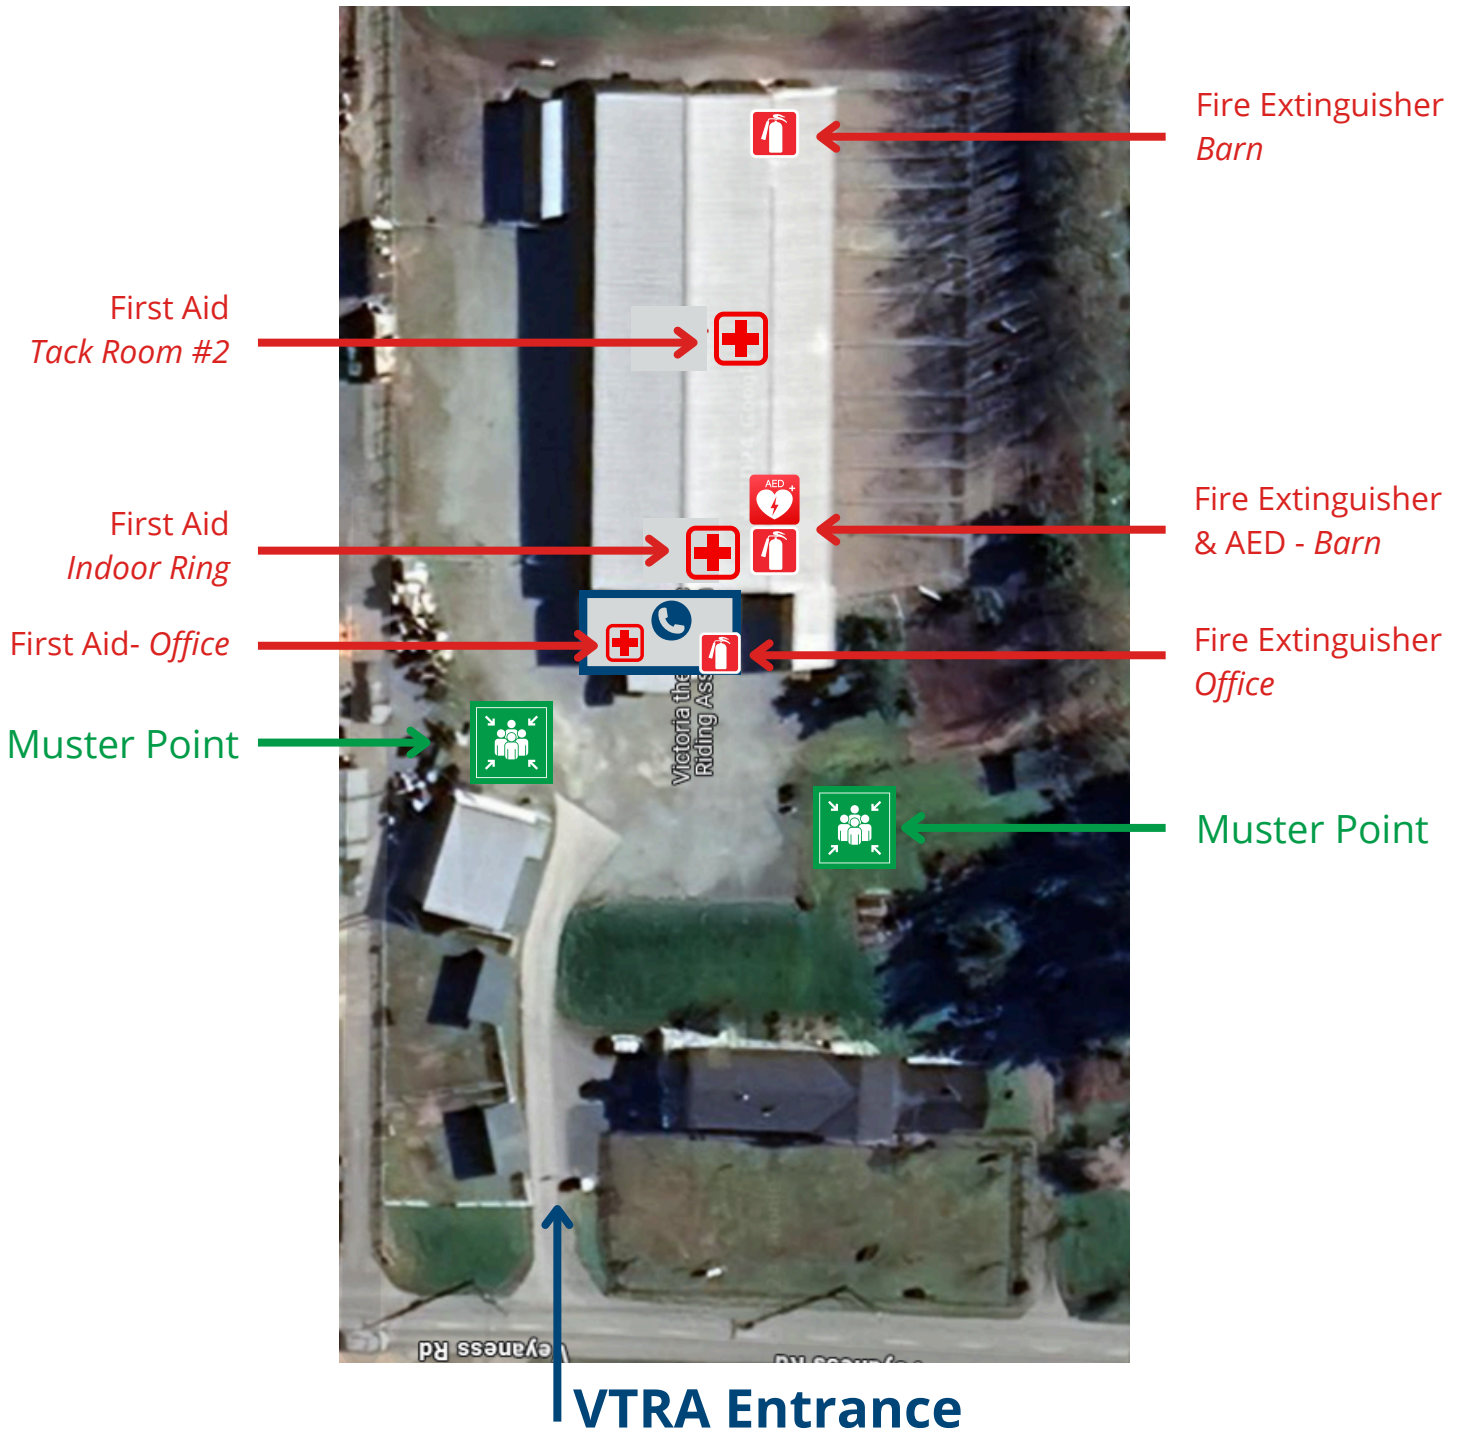 Fire Extinguisher
Barn
First Aid
Tack Room #2
AED
Fire Extinguisher
& AED - Barn
First Aid
Indoor Ring
First Aid- Office
Fire Extinguisher
Office
Victoria the
Riding Ass
Muster Point
Muster Point
Veyaness Rd
VTRA Entrance